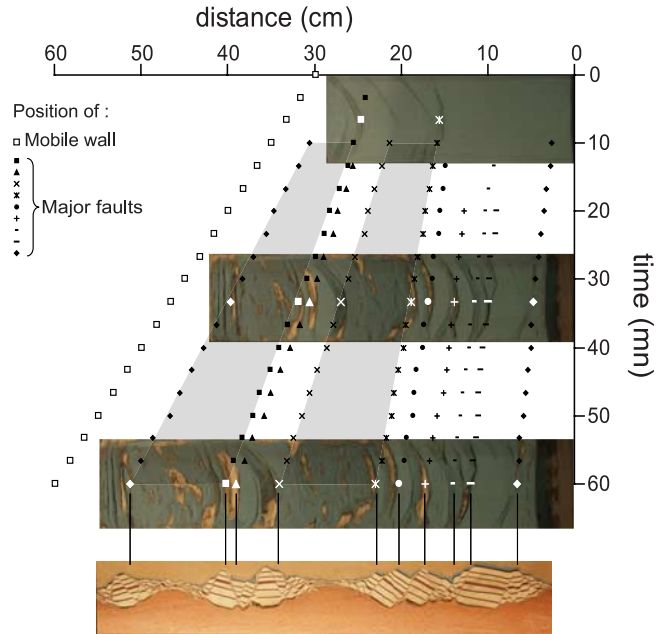 distance (cm)
60 50 40 30 20 10 0
0
Position of :
Mobile wall
Major faults
10
20
30
40
50
60
time (mn)